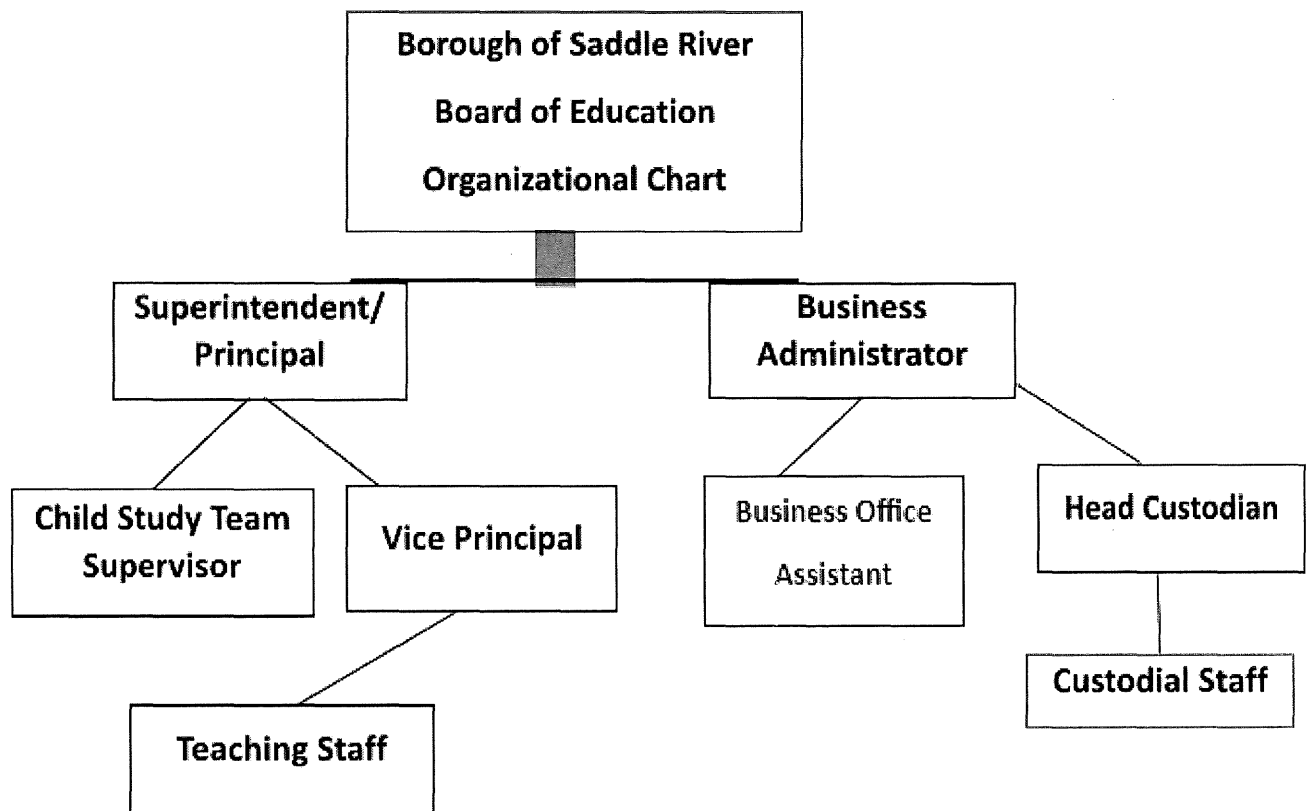 Borough of Saddle River
Board of Education
Organizational Chart
Superintendent/
Principal
Business
Administrator
Child Study Team
Supervisor
Vice Principal
Business Office
Assistant
Head Custodian
Custodial Staff
Teaching Staff